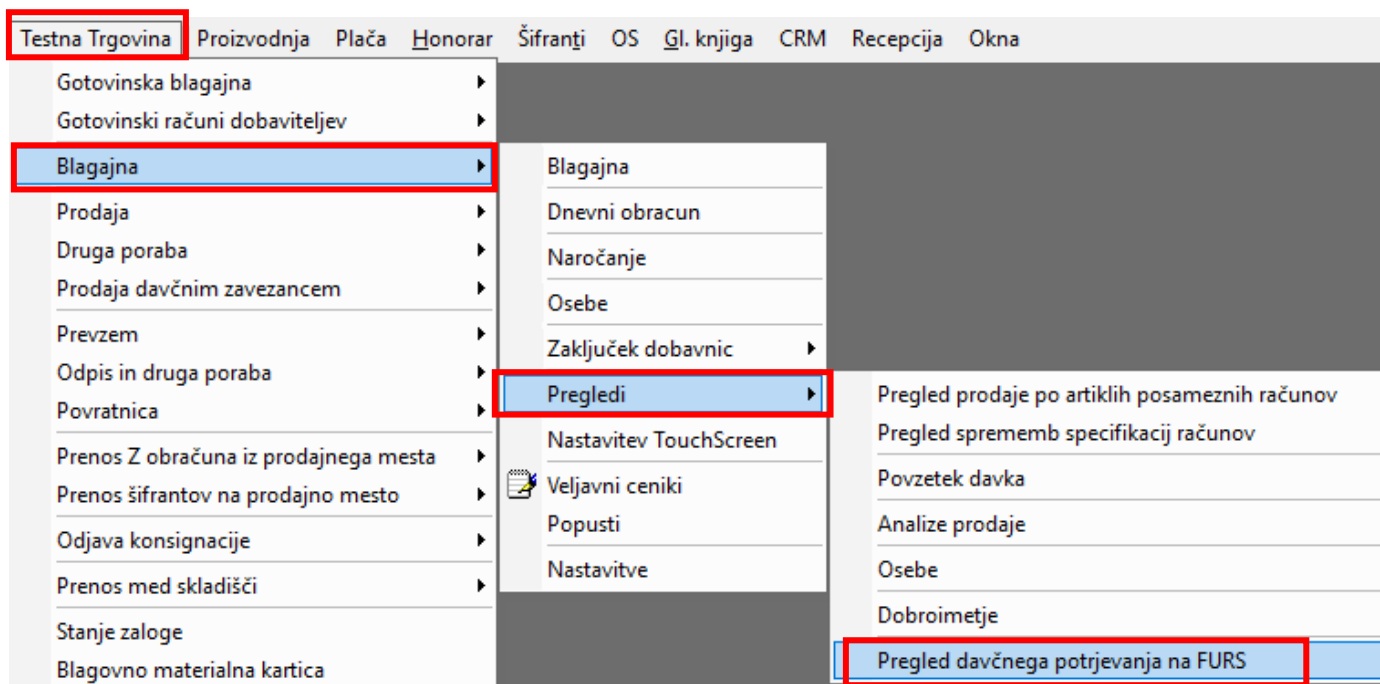 Testna Trgovina Proizvodnja Plača Honorar Šifranti OS Gl. knjiga CRM Recepcija Okna
Gotovinska blagajna
Gotovinski računi dobaviteljev
Blagajna
Prodaja
Druga poraba
Prodaja davčnim zavezancem
Prevzem
Odpis in druga poraba
Povratnica
Prenos Z obračuna iz prodajnega mesta
Prenos šifrantov na prodajno mesto
Odjava konsignacije
Prenos med skladišči
Stanje zaloge
Blagovno materialna kartica
Blagajna
Dnevni obracun
Naročanje
Osebe
Zaključek dobavnic
Pregledi
Nastavitev TouchScreen
Veljavni ceniki
Popusti
Nastavitve
Pregled prodaje po artiklih posameznih računov
Pregled sprememb specifikacij računov
Povzetek davka
Analize prodaje
Osebe
Dobroimetje
Pregled davčnega potrjevanja na FURS